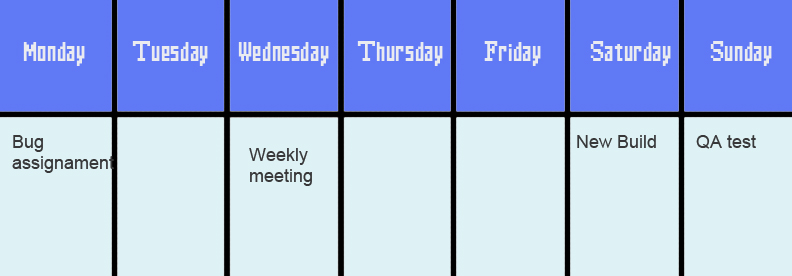 Monday Tuesday Wednesday Thursday Friday Saturday Sunday
Bug
assignament
Weekly
meeting
New Build
QA test